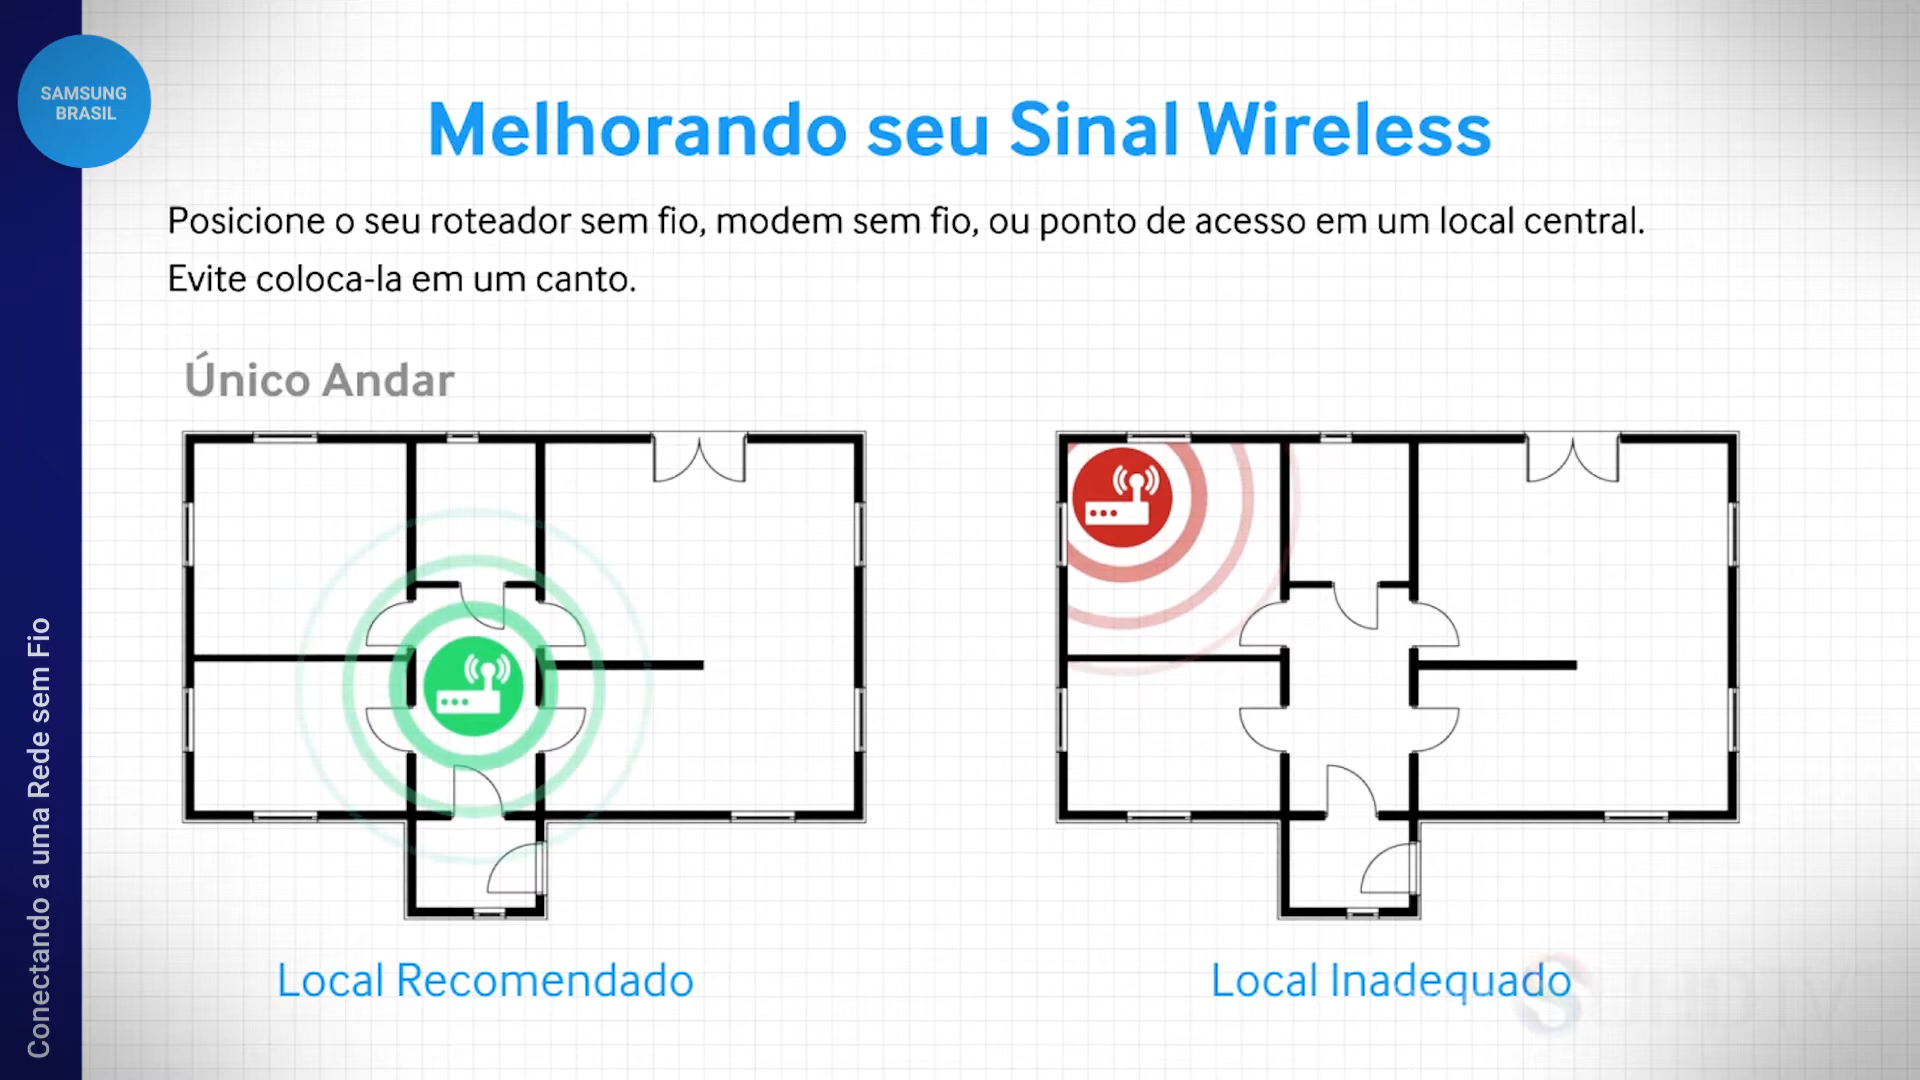 SAMSUNG
BRASIL
Melhorando seu Sinal Wireless
Posicione o seu roteador sem fio, modem sem fio, ou ponto de acesso em um local central.
Evite coloca-la em um canto.
Único Andar
Local Recomendado
Local Inadequado
Conectando a uma Rede sem Fio